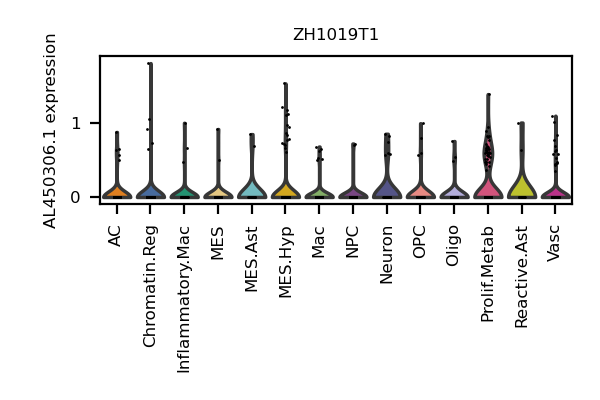 ZH1019T1
AL450306.1 expression
1
0
AC
Chromatin.Reg
Inflammatory.Mac
MES
MES.Ast
MES.Hyp
Mac
NPC
Neuron
OPC
Oligo
Prolif.Metab
Reactive.Ast
Vasc